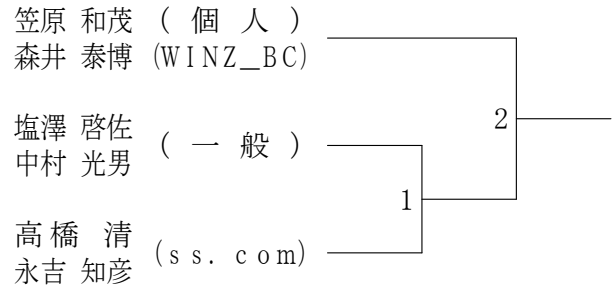 笠原 和茂 ( 個 人 )
森井 泰博 (WINZ_BC)
2
塩澤 啓佐
中村 光男
( 一 般 )
1
高橋 清
永吉 知彦
(ss. com)